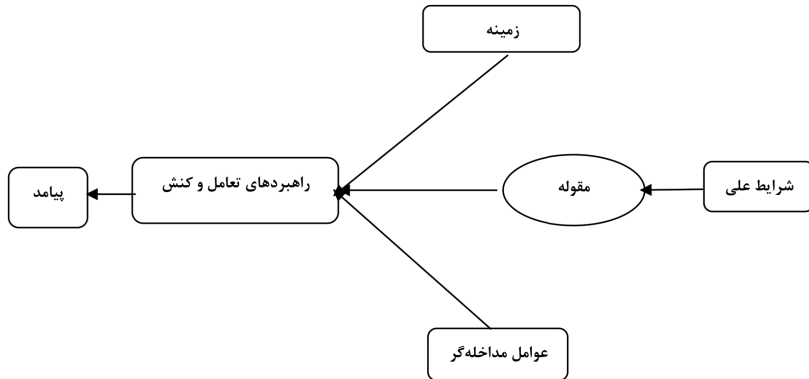 زمینه
شرایط علی
مقوله
راهبردهای تعامل و کنش
پیامد
عوامل مداخله‌گر